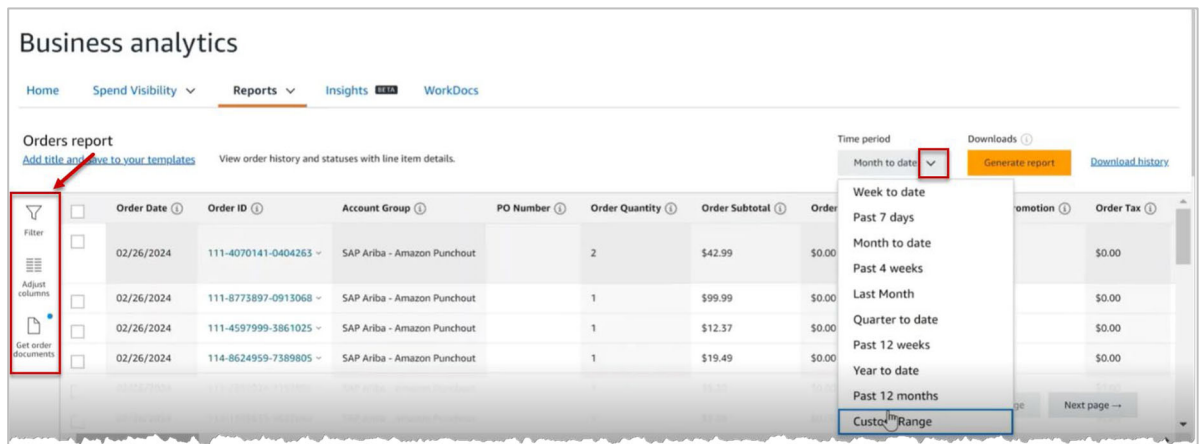 Business analytics
Home Spend Visibility Reports Insights BETA WorkDocs
Orders report
Time period Downloads
Add title and save to your templates View order history and statuses with line item details. Month to date Generate report Download history
Filter
Adjust columns
Get order documents
Order Date Order ID Account Group PO Number Order Quantity Order Subtotal Order Order Tax
02/26/2024 111-4070141-0404263 SAP Ariba - Amazon Punchout 2 $42.99 $0.00 $0.00
02/26/2024 111-8773897-0913068 SAP Ariba - Amazon Punchout 1 $99.99 $0.00 $0.00
02/26/2024 111-4597999-3861025 SAP Ariba - Amazon Punchout 1 $12.37 $0.00 $0.00
02/26/2024 114-8624959-7389805 SAP Ariba - Amazon Punchout 1 $19.49 $0.00 $0.00
Week to date
Past 7 days
Month to date
Past 4 weeks
Last Month
Quarter to date
Past 12 weeks
Year to date
Past 12 months
Custom Range
Next page →